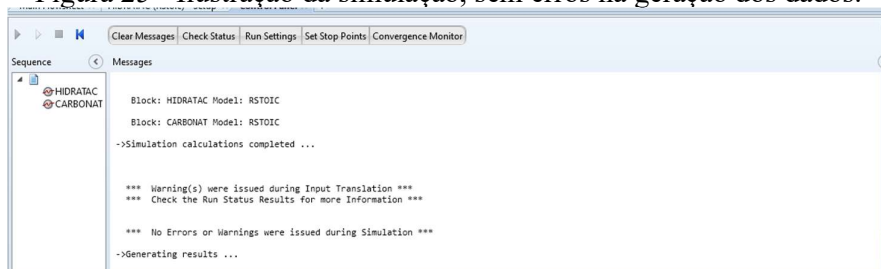 Figura 25 - Ilustração da simulação, sem erros na geração dos dados.
Control Panel
Clear Messages Check Status Run Settings Set Stop Points Convergence Monitor
Sequence Messages
HIDRATAC
CARBONAT
Block: HIDRATAC Model: RSTOIC
Block: CARBONAT Model: RSTOIC
->Simulation calculations completed ...
*** Warning(s) were issued during Input Translation ***
*** Check the Run Status Results for more Information ***
*** No Errors or Warnings were issued during Simulation ***
->Generating results ...